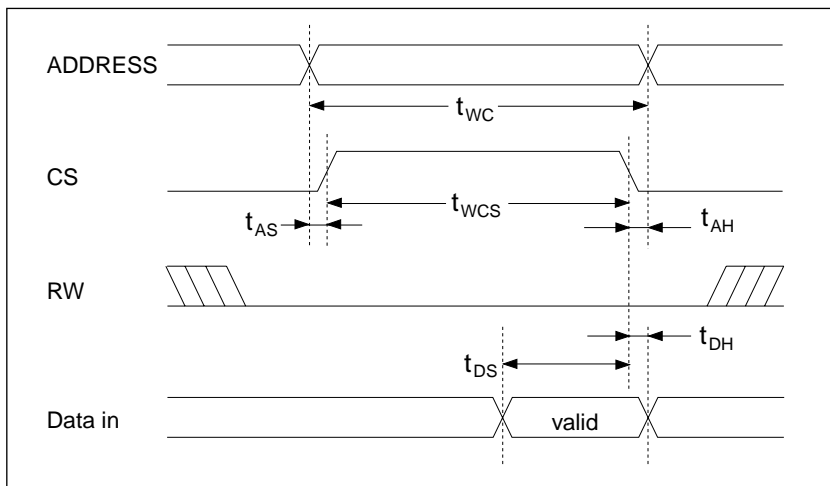 ADDRESS
tWC
CS
tWCS
tAS
tAH
RW
tDH
tDS
Data in
valid